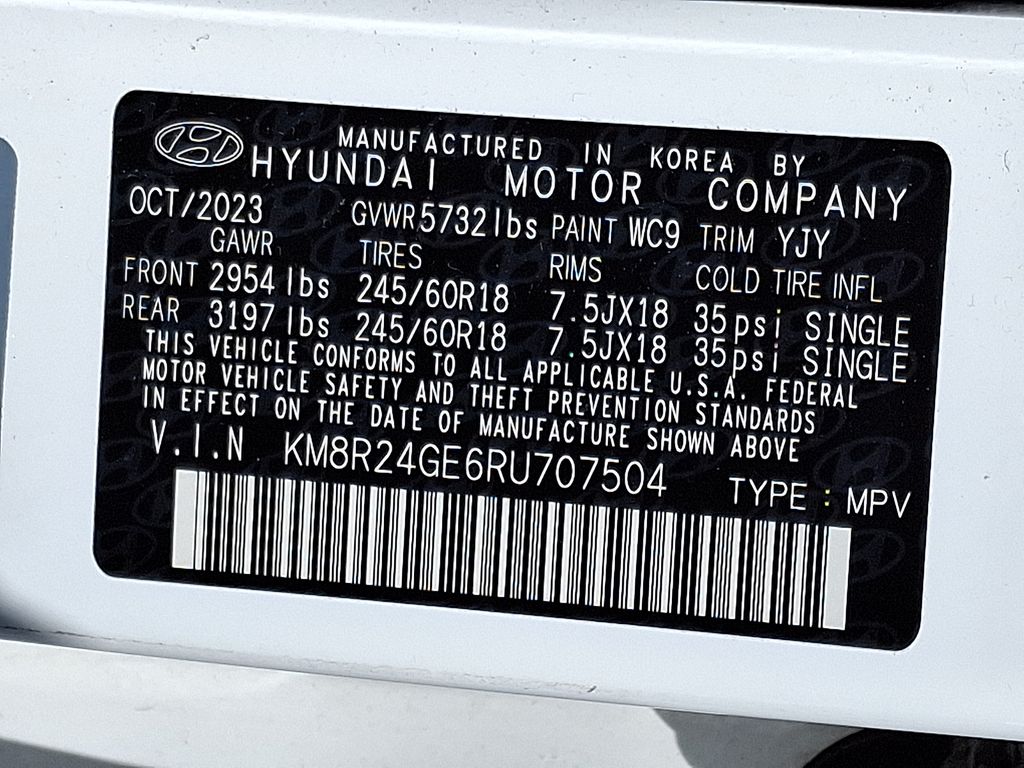 MANUFACTURED IN KOREA BY
HYUNDAI MOTOR COMPANY
OCT/2023 GVWR 5732 lbs PAINT WC9 TRIM YJY
GAWR TIRES RIMS COLD TIRE INFL
FRONT 2954 lbs 245/60R18 7.5JX18 35psi SINGLE
REAR 3197 lbs 245/60R18 7.5JX18 35psi SINGLE
THIS VEHICLE CONFORMS TO ALL APPLICABLE U.S.A. FEDERAL
MOTOR VEHICLE SAFETY AND THEFT PREVENTION STANDARDS
IN EFFECT ON THE DATE OF MANUFACTURE SHOWN ABOVE
V.I.N KM8R24GE6RU707504 TYPE : MPV